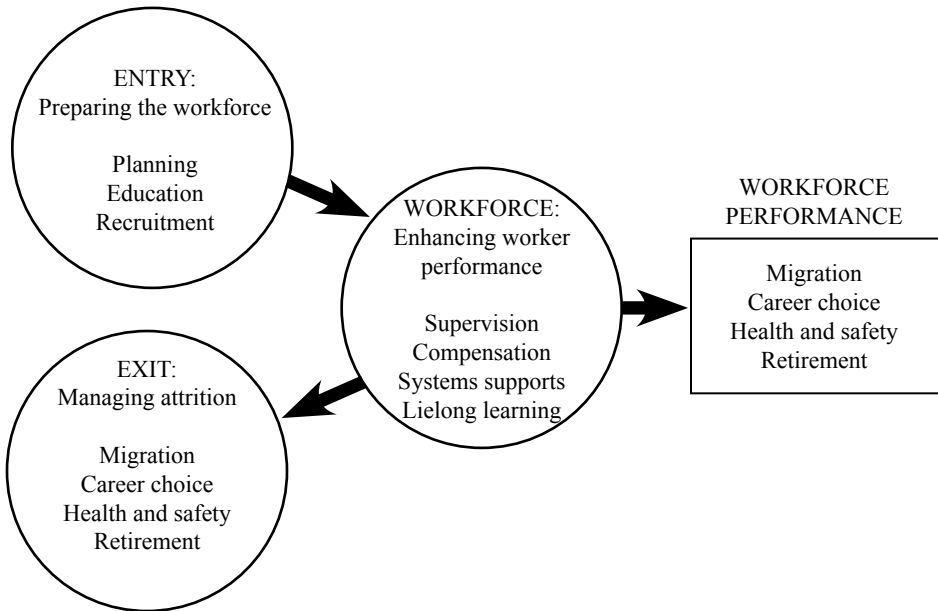 ENTRY:
Preparing the workforce
Planning
Education
Recruitment
WORKFORCE:
Enhancing worker
performance
Supervision
Compensation
Systems supports
Lielong learning
WORKFORCE
PERFORMANCE
Migration
Career choice
Health and safety
Retirement
EXIT:
Managing attrition
Migration
Career choice
Health and safety
Retirement